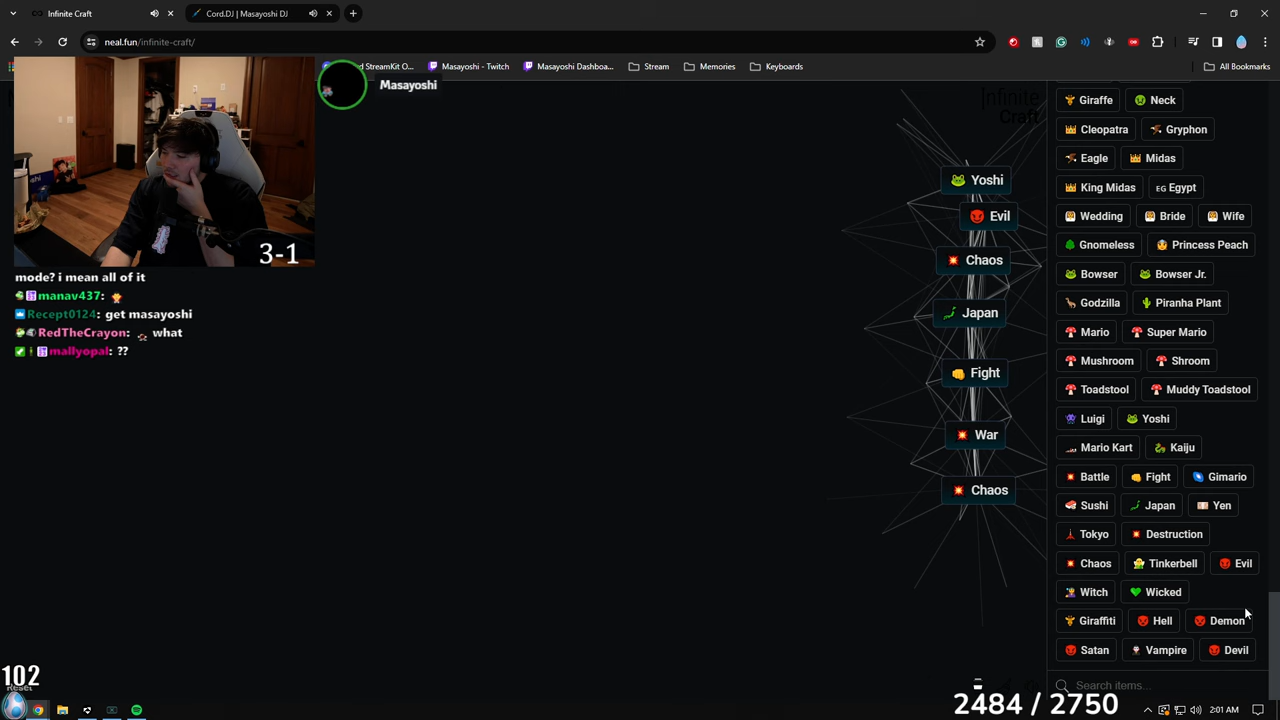 Infinite Craft
Cord.DJ | Masayoshi DJ
neal.fun/infinite-craft/
d StreamKit O...
Masayoshi - Twitch
Masayoshi Dashboa...
Stream
Memories
Keyboards
All Bookmarks
Masayoshi
3-1
mode? i mean all of it
manav437:
Recept0124: get masayoshi
RedTheCrayon: what
mallyopal: ??
Infinite
Craft
Yoshi
Evil
Chaos
Japan
Fight
War
Chaos
Giraffe Neck
Cleopatra Gryphon
Eagle Midas
King Midas EG Egypt
Wedding Bride Wife
Gnomeless Princess Peach
Bowser Bowser Jr.
Godzilla Piranha Plant
Mario Super Mario
Mushroom Shroom
Toadstool Muddy Toadstool
Luigi Yoshi
Mario Kart Kaiju
Battle Fight Gimario
Sushi Japan Yen
Tokyo Destruction
Chaos Tinkerbell Evil
Witch Wicked
Giraffiti Hell Demon
Satan Vampire Devil
Search items...
102
Reset
2484 / 2750
2:01 AM